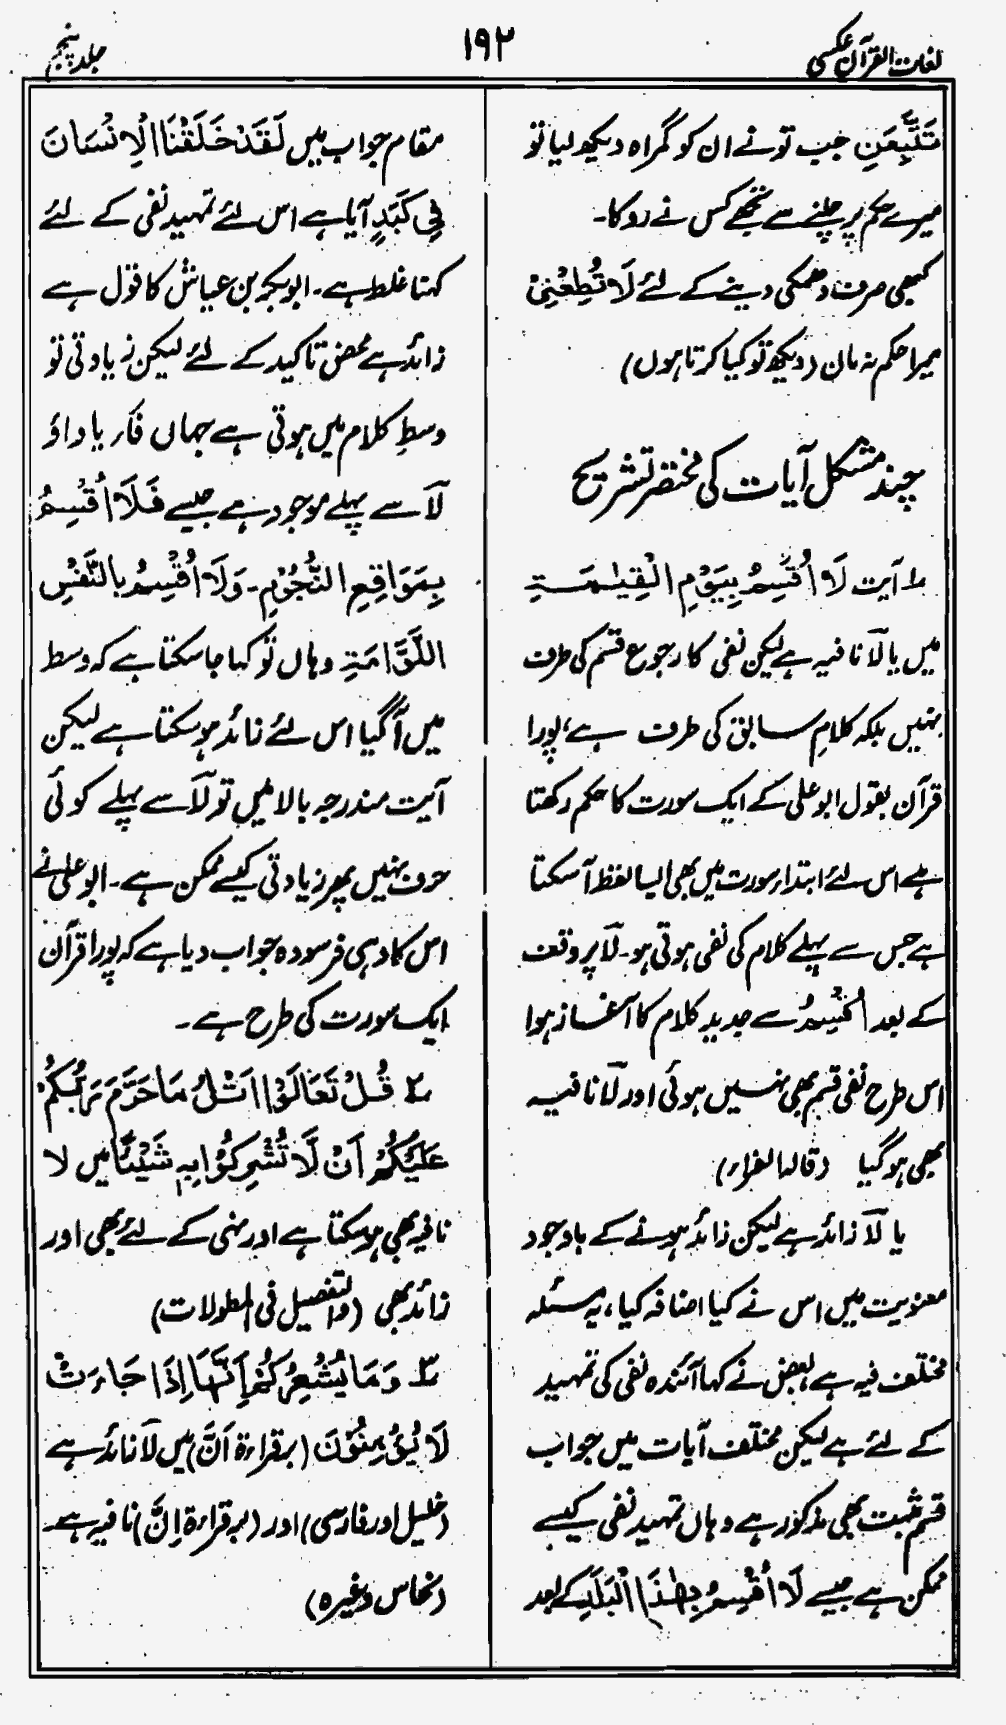 لغات القرآن عکسی
۱۹۲
جلد پنجم
تَتَّبِعَنِ جب تو نے ان کو گمراہ دیکھ لیا تو
میرے حکم پر چلنے سے تجھے کس نے روکا۔
کبھی صرف دھمکی دینے کے لئے لَا تُطِعْنِیْ
میرا حکم نہ مان (دیکھ تو کیا کرتا ہوں)
چند مشکل آیات کی مختصر تشریح
۱۔ آیت لَا اُقْسِمُ بِیَوْمِ الْقِیٰمَۃِ
میں یا لَا نافیہ ہے لیکن نفی کا رجوع قسم کی طرف
نہیں بلکہ کلامِ سابق کی طرف ہے، پورا
قرآن بقول ابو علی کے ایک سورت کا حکم رکھتا
ہے اس لئے ابتداء سورت میں بھی ایسا لفظ آ سکتا
ہے جس سے پہلے کلام کی نفی ہوتی ہو۔ لَا پر وقف
کے بعد اُقْسِمُ سے جدید کلام کا آغاز ہوا
اس طرح نفی قسم بھی نہیں ہوئی اور لَا نافیہ
بھی ہو گیا (قالہ الفراء)
یا لَا زائد ہے لیکن زائد ہونے کے باوجود
معنویت میں اس نے کیا اضافہ کیا، یہ مسئلہ
مختلف فیہ ہے بعض نے کہا آئندہ نفی کی تمہید
کے لئے ہے لیکن مختلف آیات میں جواب
قسم مثبت بھی مذکور ہے وہاں تمہید نفی کیسے
ممکن ہے جیسے لَا اُقْسِمُ بِھٰذَا الْبَلَدِ کے بعد
مقام جواب میں لَقَدْ خَلَقْنَا الْاِنْسَانَ
فِیْ کَبَدٍ آیا ہے اس لئے تمہید نفی کے لئے
کہنا غلط ہے۔ ابوبکر بن عیاش کا قول ہے
زائد ہے محض تاکید کے لئے لیکن زیادتی تو
وسطِ کلام میں ہوتی ہے جہاں فَاء یا واؤ
لَا سے پہلے موجود ہے جیسے فَلَا اُقْسِمُ
بِمَوَاقِعِ النُّجُوْمِ۔ وَلَا اُقْسِمُ بِالنَّفْسِ
اللَّوَّامَۃِ وہاں تو کہا جا سکتا ہے کہ وسط
میں آ گیا اس لئے زائد ہو سکتا ہے لیکن
آیت مندرجہ بالا میں تو لَا سے پہلے کوئی
حرف نہیں پھر زیادتی کیسے ممکن ہے۔ ابو علی نے
اس کا وہی فرسودہ جواب دیا ہے کہ پورا قرآن
ایک سورت کی طرح ہے۔
۲۔ قُلْ تَعَالَوْا اَتْلُ مَا حَرَّمَ رَبُّکُمْ
عَلَیْکُمْ اَنْ لَّا تُشْرِکُوْا بِہٖ شَیْئًا میں لا
نافیہ بھی ہو سکتا ہے اور نہی کے لئے بھی اور
زائد بھی (والتفصیل فی المطولات)
۳۔ وَمَا یُشْعِرُکُمْ اَنَّھَا اِذَا جَاءَتْ
لَا یُؤْمِنُوْنَ (بقراءۃ اَنَّ) میں لَا زائد ہے
(خلیل اور فارسی) اور (بقراءۃ اِنَّ) نافیہ ہے
(نحاس وغیرہ)